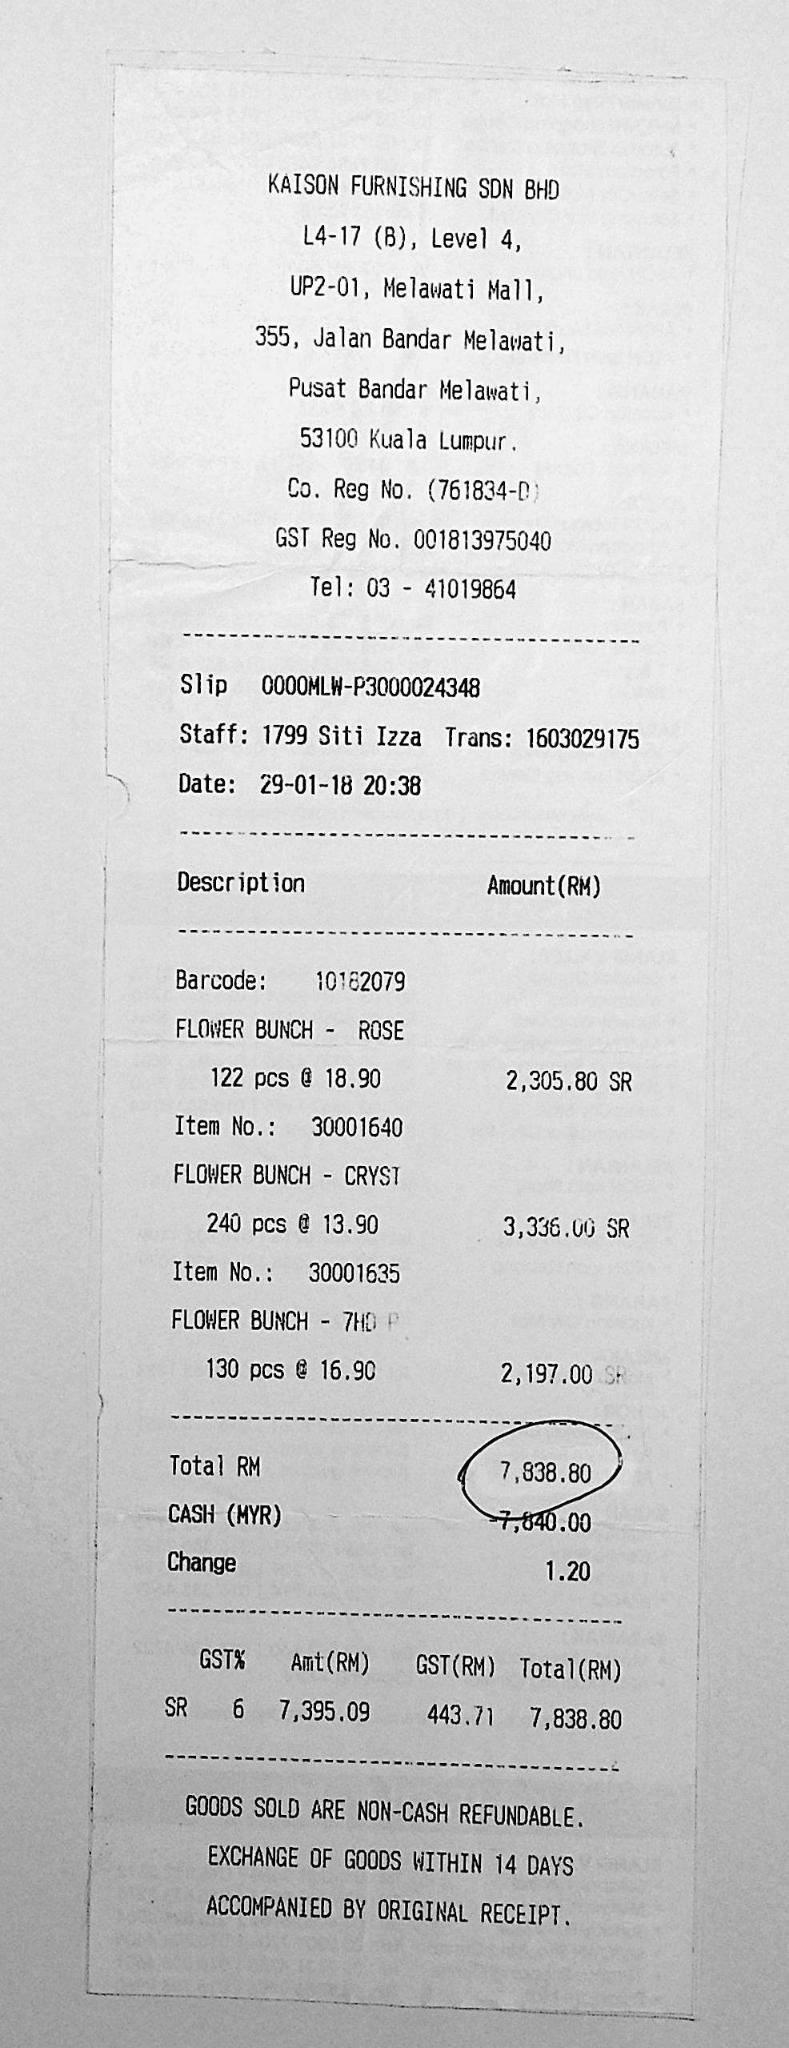 KAISON FURNISHING SDN BHD
L4-17 (B), Level 4,
UP2-01, Melawati Mall,
355, Jalan Bandar Melawati,
Pusat Bandar Melawati,
53100 Kuala Lumpur.
Co. Reg No. (761834-D)
GST Reg No. 001813975040
Tel: 03 - 41019864
Slip 0000MLW-P3000024348
Staff: 1799 Siti Izza Trans: 1603029175
Date: 29-01-18 20:38
Description Amount(RM)
Barcode: 10182079
FLOWER BUNCH - ROSE
122 pcs @ 18.90 2,305.80 SR
Item No.: 30001640
FLOWER BUNCH - CRYST
240 pcs @ 13.90 3,336.00 SR
Item No.: 30001635
FLOWER BUNCH - 7HD P
130 pcs @ 16.90 2,197.00 SR
Total RM 7,838.80
CASH (MYR) -7,840.00
Change 1.20
GST% Amt(RM) GST(RM) Total(RM)
SR 6 7,395.09 443.71 7,838.80
GOODS SOLD ARE NON-CASH REFUNDABLE.
EXCHANGE OF GOODS WITHIN 14 DAYS
ACCOMPANIED BY ORIGINAL RECEIPT.